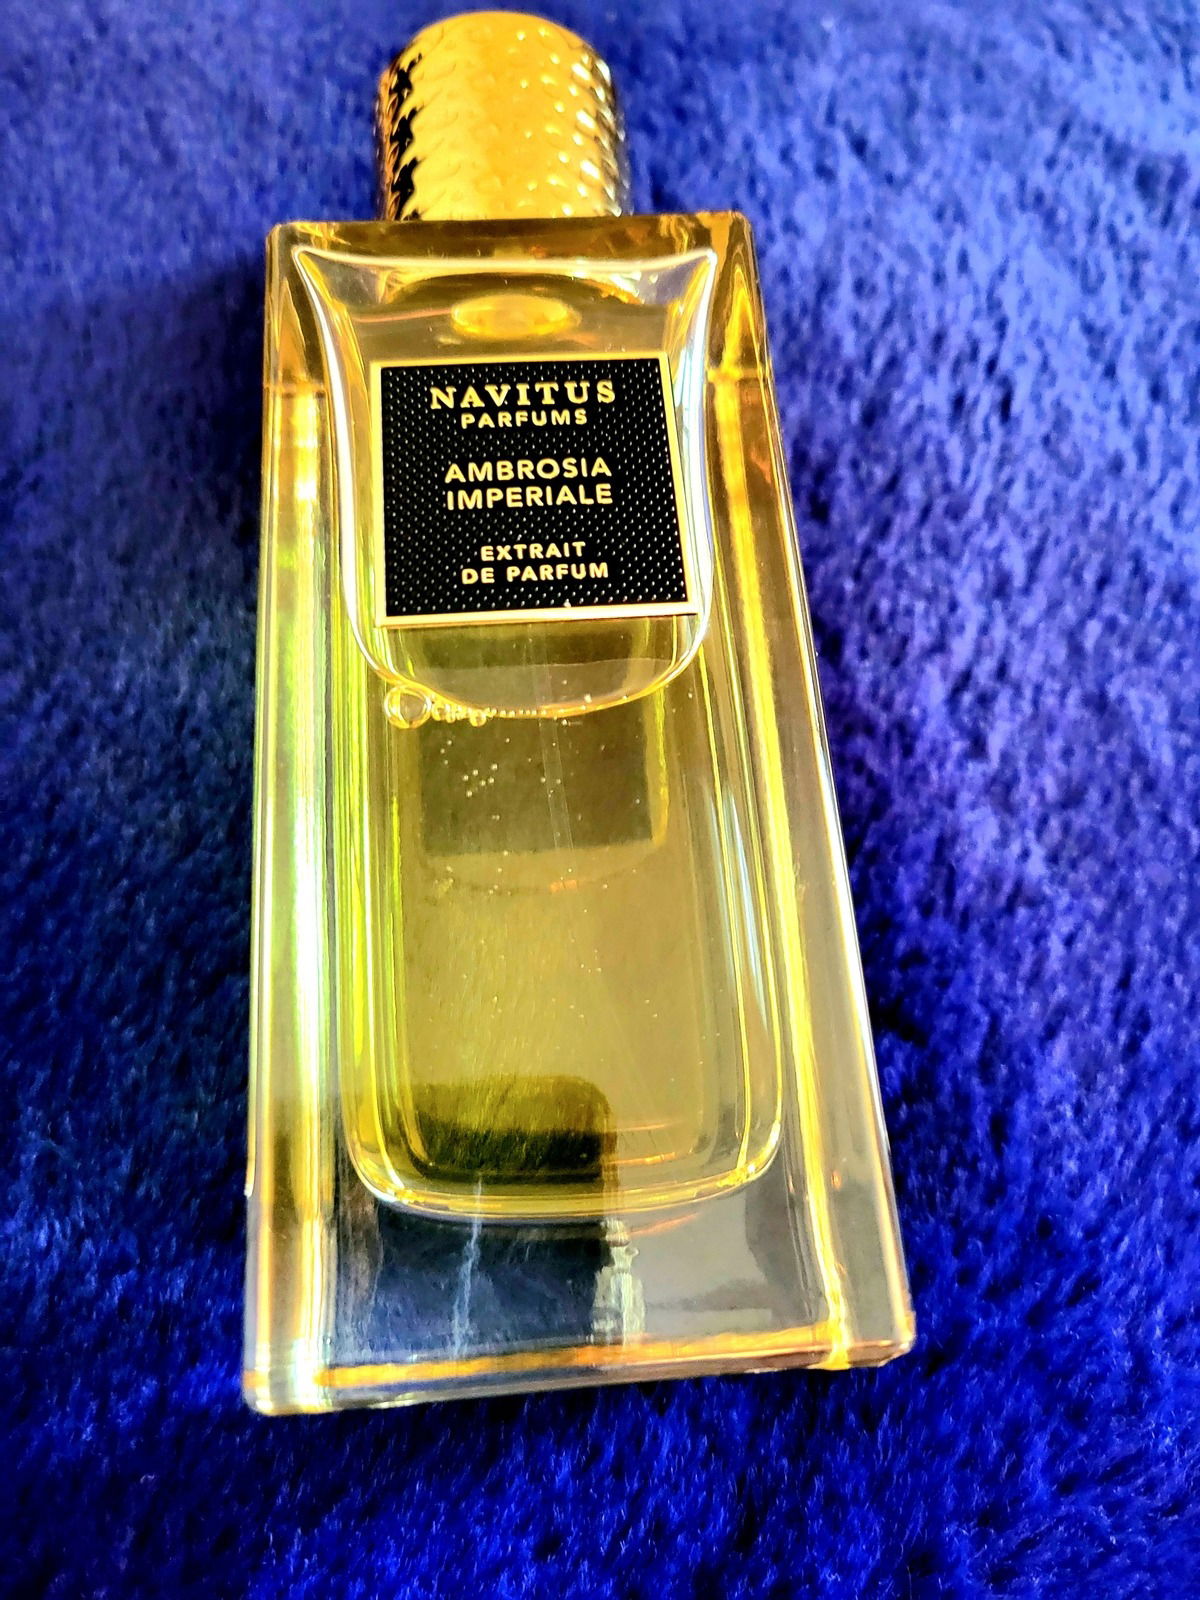 NAVITUS
PARFUMS
AMBROSIA
IMPERIALE
EXTRAIT
DE PARFUM